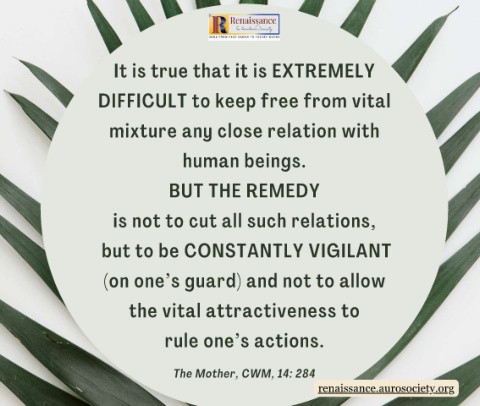 Renaissance
It is true that it is EXTREMELY
DIFFICULT to keep free from vital
mixture any close relation with
human beings.
BUT THE REMEDY
is not to cut all such relations,
but to be CONSTANTLY VIGILANT
(on one's guard) and not to allow
the vital attractiveness to
rule one's actions.
The Mother, CWM, 14: 284
renaissance.aurosociety.org